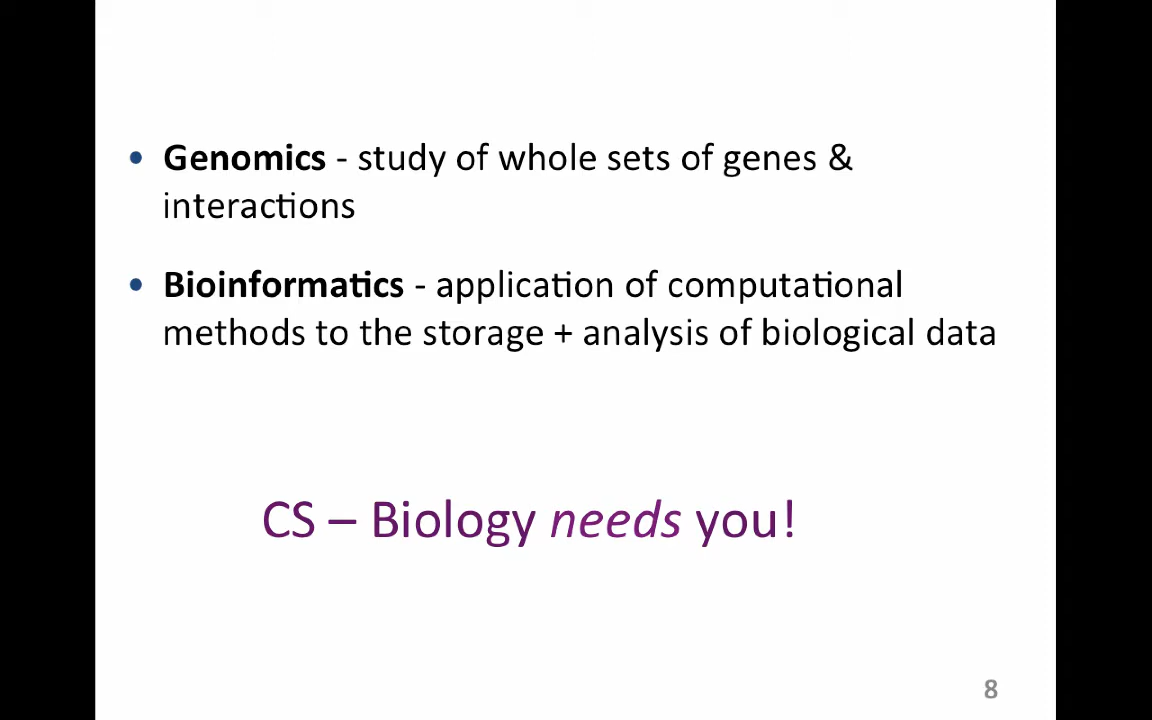 • Genomics - study of whole sets of genes &
interactions
• Bioinformatics - application of computational
methods to the storage + analysis of biological data
CS – Biology needs you!
8